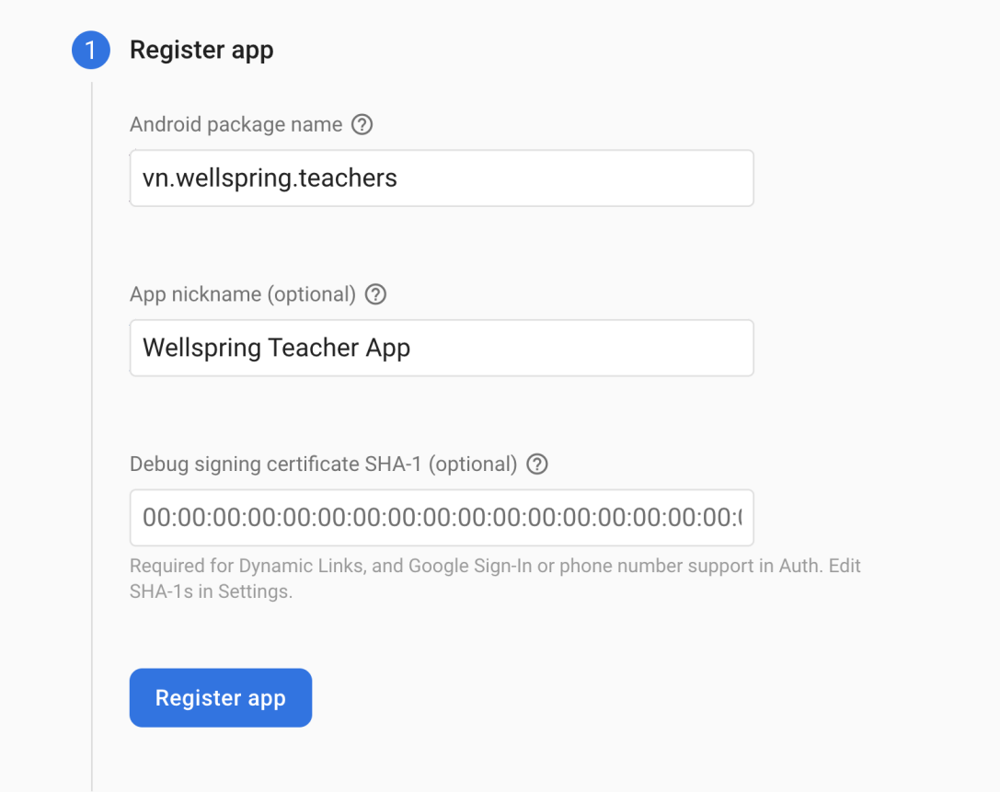 1 Register app
Android package name ?
vn.wellspring.teachers
App nickname (optional) ?
Wellspring Teacher App
Debug signing certificate SHA-1 (optional) ?
00:00:00:00:00:00:00:00:00:00:00:00:00:00:00:00:00:
Required for Dynamic Links, and Google Sign-In or phone number support in Auth. Edit
SHA-1s in Settings.
Register app